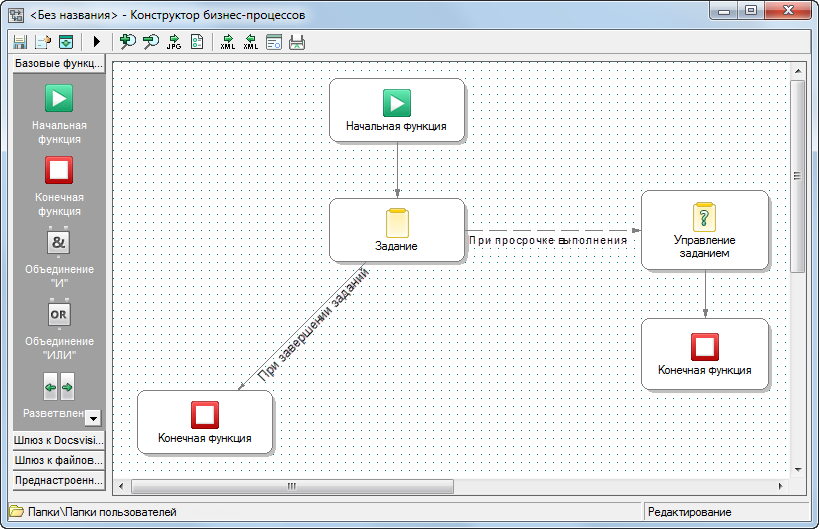 <Без названия> - Конструктор бизнес-процессов
JPG
XML
XML
Базовые функц...
Начальная
функция
Конечная
функция
&
Объединение
"И"
OR
Объединение
"ИЛИ"
Разветвлен
Шлюз к Docsvisi...
Шлюз к файлов...
Преднастроенн...
Начальная функция
Задание
При просрочке выполнения
?
Управление
заданием
При завершении заданий
Конечная функция
Конечная функция
Папки\Папки пользователей
Редактирование